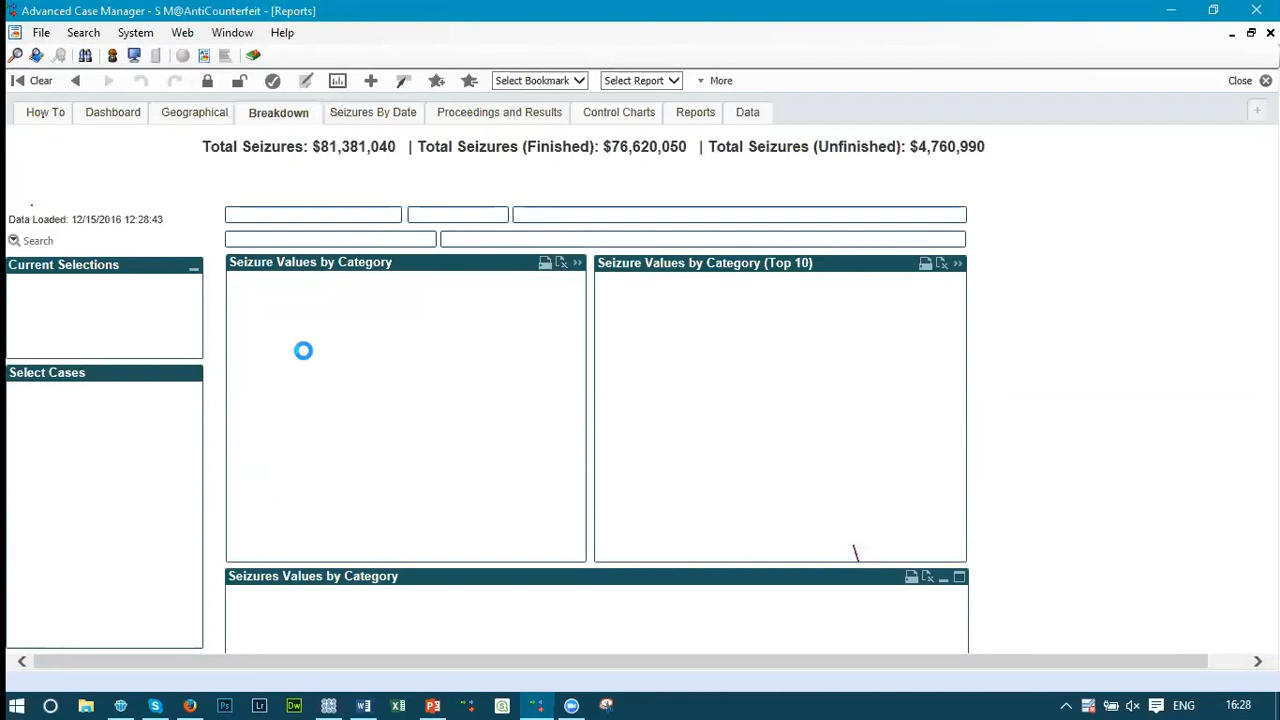 Advanced Case Manager - S M@AntiCounterfeit - [Reports]
File Search System Web Window Help
Clear Select Bookmark Select Report More Close
How To Dashboard Geographical Breakdown Seizures By Date Proceedings and Results Control Charts Reports Data
Total Seizures: $81,381,040 | Total Seizures (Finished): $76,620,050 | Total Seizures (Unfinished): $4,760,990
Data Loaded: 12/15/2016 12:28:43
Search
Current Selections
Seizure Values by Category
Seizure Values by Category (Top 10)
Select Cases
Seizures Values by Category
Ps Lr Dw ENG 16:28